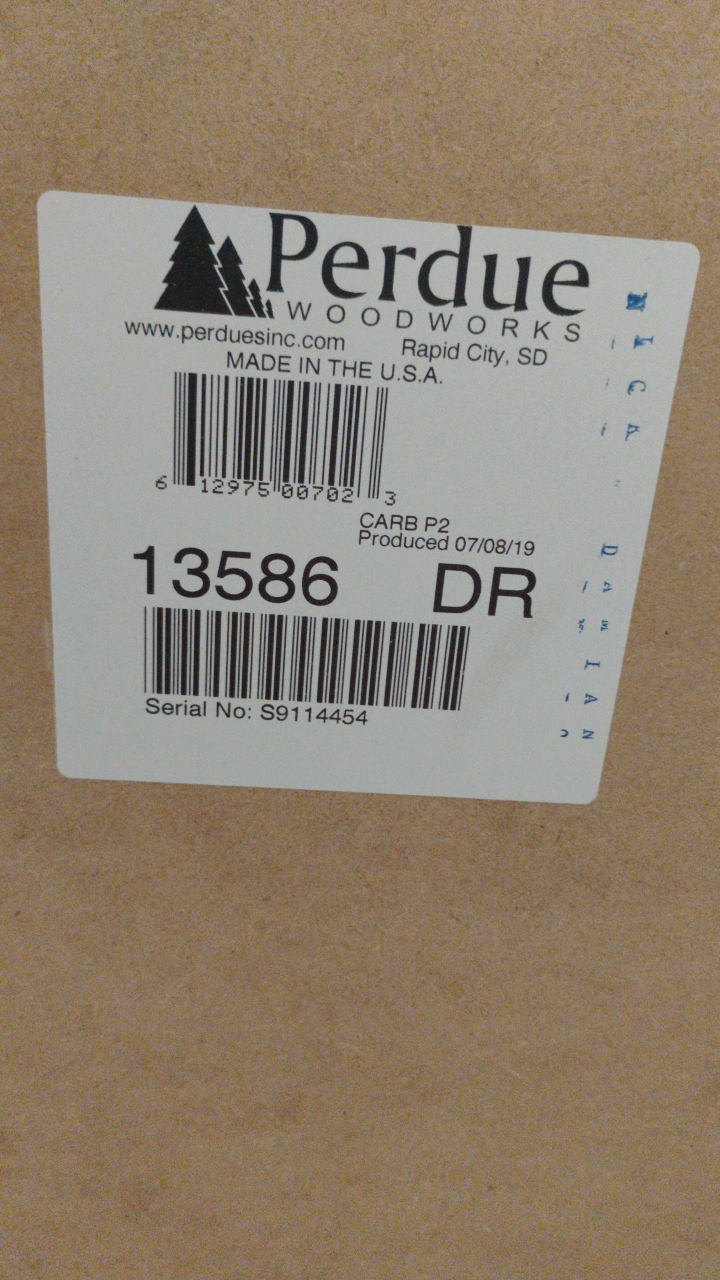 Perdue
WOODWORKS
www.perduesinc.com Rapid City, SD
MADE IN THE U.S.A.
6 12975 00702 3
CARB P2
Produced 07/08/19
13586 DR
Serial No: S9114454